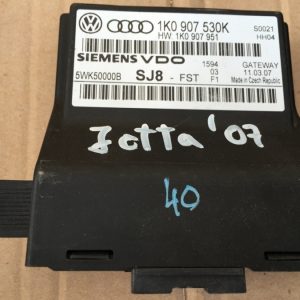 1K0 907 530K
S0021
HW: 1K0 907 951
HH04
SIEMENS VDO
1594
GATEWAY
5WK50000B
SJ8 - FST
03
11.03.07
F1
Made in Czech Republic
Jetta '07
40